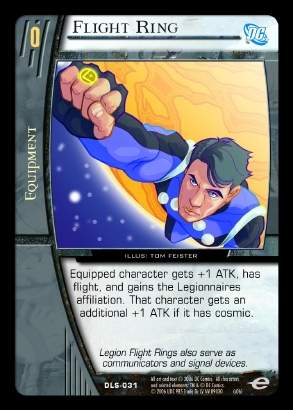 0
FLIGHT RING
DC
EQUIPMENT
L
ILLUS: TOM FEISTER
Equipped character gets +1 ATK, has
flight, and gains the Legionnaires
affiliation. That character gets an
additional +1 ATK if it has cosmic.
Legion Flight Rings also serve as
communicators and signal devices.
DLS-031